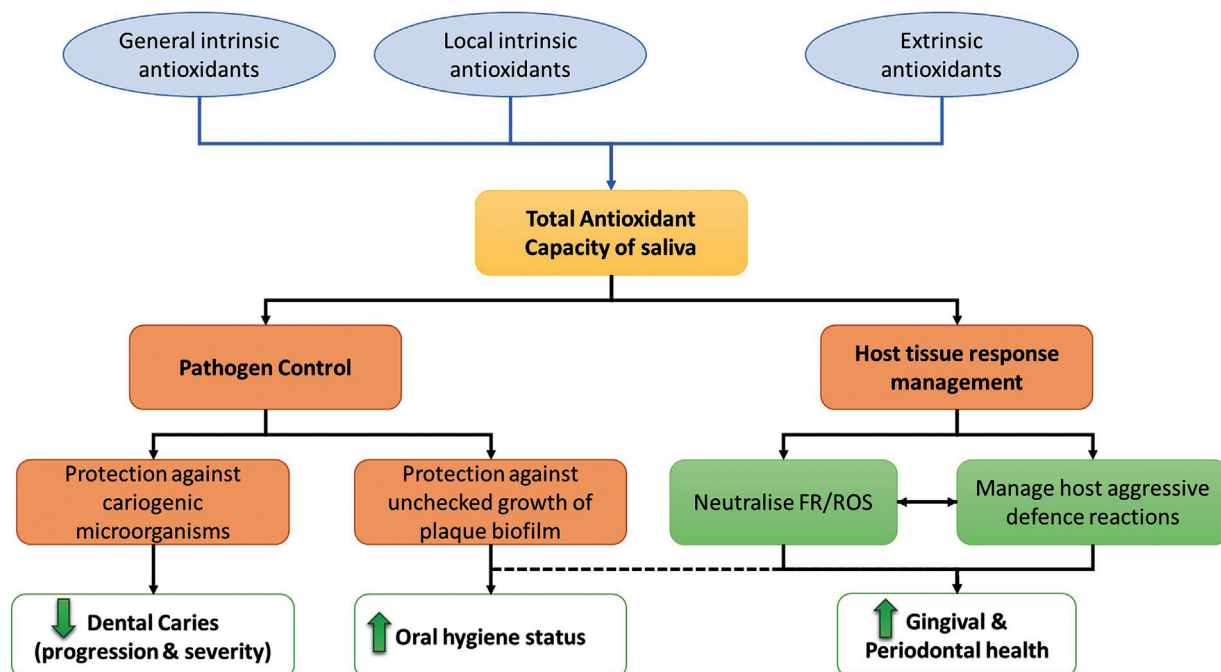 General intrinsic
antioxidants
Local intrinsic
antioxidants
Extrinsic
antioxidants
Total Antioxidant
Capacity of saliva
Pathogen Control
Host tissue response
management
Protection against
cariogenic
microorganisms
Protection against
unchecked growth of
plaque biofilm
Neutralise FR/ROS
Manage host aggressive
defence reactions
Dental Caries
(progression & severity)
Oral hygiene status
Gingival &
Periodontal health